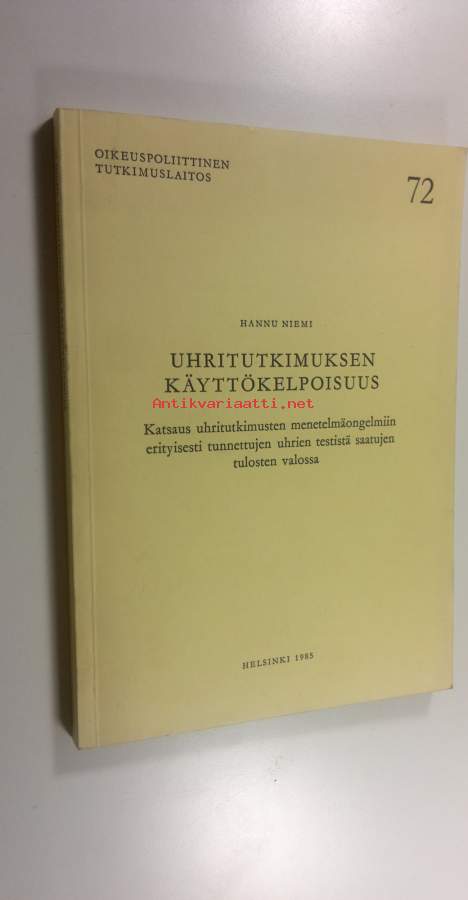 OIKEUSPOLIITTINEN
TUTKIMUSLAITOS
72
HANNU NIEMI
UHRITUTKIMUKSEN
KÄYTTÖKELPOISUUS
Antikvariaatti.net
Katsaus uhritutkimusten menetelmäongelmiin
erityisesti tunnettujen uhrien testistä saatujen
tulosten valossa
HELSINKI 1985